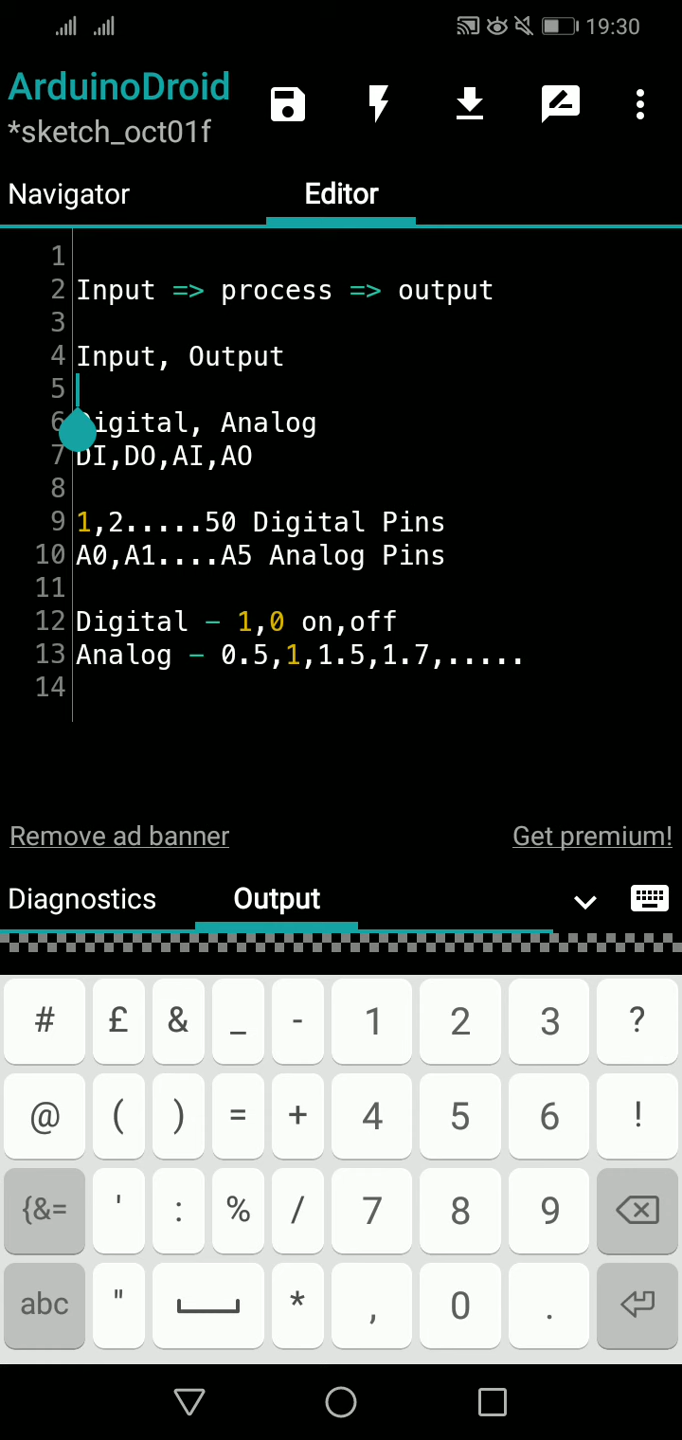 19:30
ArduinoDroid
*sketch_oct01f
Navigator
Editor
1
2 Input => process => output
3
4 Input, Output
5
6 Digital, Analog
7 DI,DO,AI,AO
8
9 1,2.....50 Digital Pins
10 A0,A1....A5 Analog Pins
11
12 Digital - 1,0 on,off
13 Analog - 0.5,1,1.5,1.7,.....
14
Remove ad banner
Get premium!
Diagnostics
Output
# £ & _ - 1 2 3 ?
@ ( ) = + 4 5 6 !
{&= ' : % / 7 8 9
abc " * , 0 .